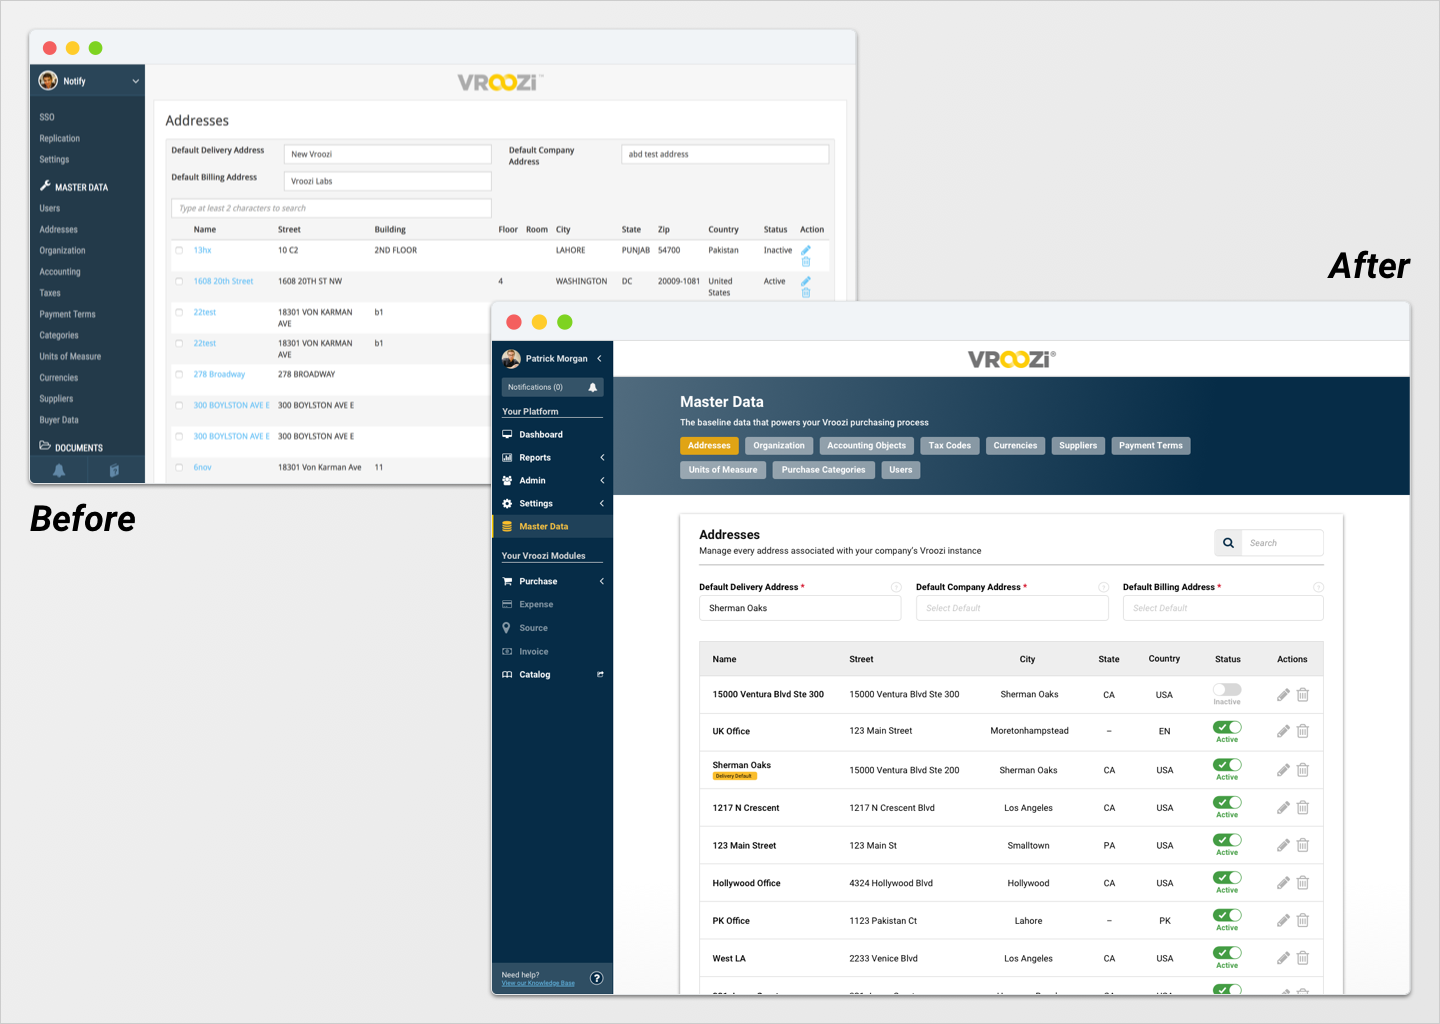 VROOZI™
Notify
SSO
Replication
Settings
MASTER DATA
Users
Addresses
Organization
Accounting
Taxes
Payment Terms
Categories
Units of Measure
Currencies
Suppliers
Buyer Data
DOCUMENTS
Addresses
Default Delivery Address New Vroozi Default Company Address abd test address
Default Billing Address Vroozi Labs
Type at least 2 characters to search
Name Street Building Floor Room City State Zip Country Status Action
13hx 10 C2 2ND FLOOR LAHORE PUNJAB 54700 Pakistan Inactive
1608 20th Street 1608 20TH ST NW 4 WASHINGTON DC 20009-1081 United States Active
22test 18301 VON KARMAN AVE b1
22test 18301 VON KARMAN AVE b1
278 Broadway 278 BROADWAY
300 BOYLSTON AVE E 300 BOYLSTON AVE E
300 BOYLSTON AVE E 300 BOYLSTON AVE E
6nov 18301 Von Karman Ave 11
Before
After
VROOZI®
Patrick Morgan
Notifications (0)
Your Platform
Dashboard
Reports
Admin
Settings
Master Data
Your Vroozi Modules
Purchase
Expense
Source
Invoice
Catalog
Need help?
View our Knowledge Base
?
Master Data
The baseline data that powers your Vroozi purchasing process
Addresses Organization Accounting Objects Tax Codes Currencies Suppliers Payment Terms
Units of Measure Purchase Categories Users
Addresses
Manage every address associated with your company's Vroozi instance
Search
Default Delivery Address * ? Default Company Address * ? Default Billing Address * ?
Sherman Oaks Select Default Select Default
Name Street City State Country Status Actions
15000 Ventura Blvd Ste 300 15000 Ventura Blvd Ste 300 Sherman Oaks CA USA Inactive
UK Office 123 Main Street Moretonhampstead – EN Active
Sherman Oaks 15000 Ventura Blvd Ste 200 Sherman Oaks CA USA Active
Delivery Default
1217 N Crescent 1217 N Crescent Blvd Los Angeles CA USA Active
123 Main Street 123 Main St Smalltown PA USA Active
Hollywood Office 4324 Hollywood Blvd Hollywood CA USA Active
PK Office 1123 Pakistan Ct Lahore – PK Active
West LA 2233 Venice Blvd Los Angeles CA USA Active